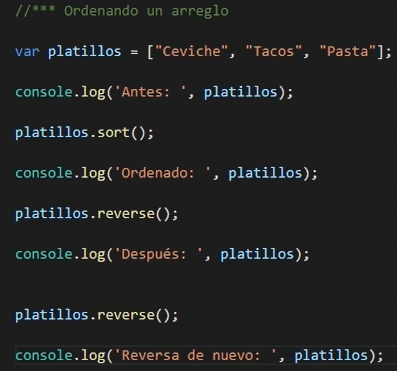 //*** Ordenando un arreglo
var platillos = ["Ceviche", "Tacos", "Pasta"];
console.log('Antes: ', platillos);
platillos.sort();
console.log('Ordenado: ', platillos);
platillos.reverse();
console.log('Después: ', platillos);
platillos.reverse();
console.log('Reversa de nuevo: ', platillos);